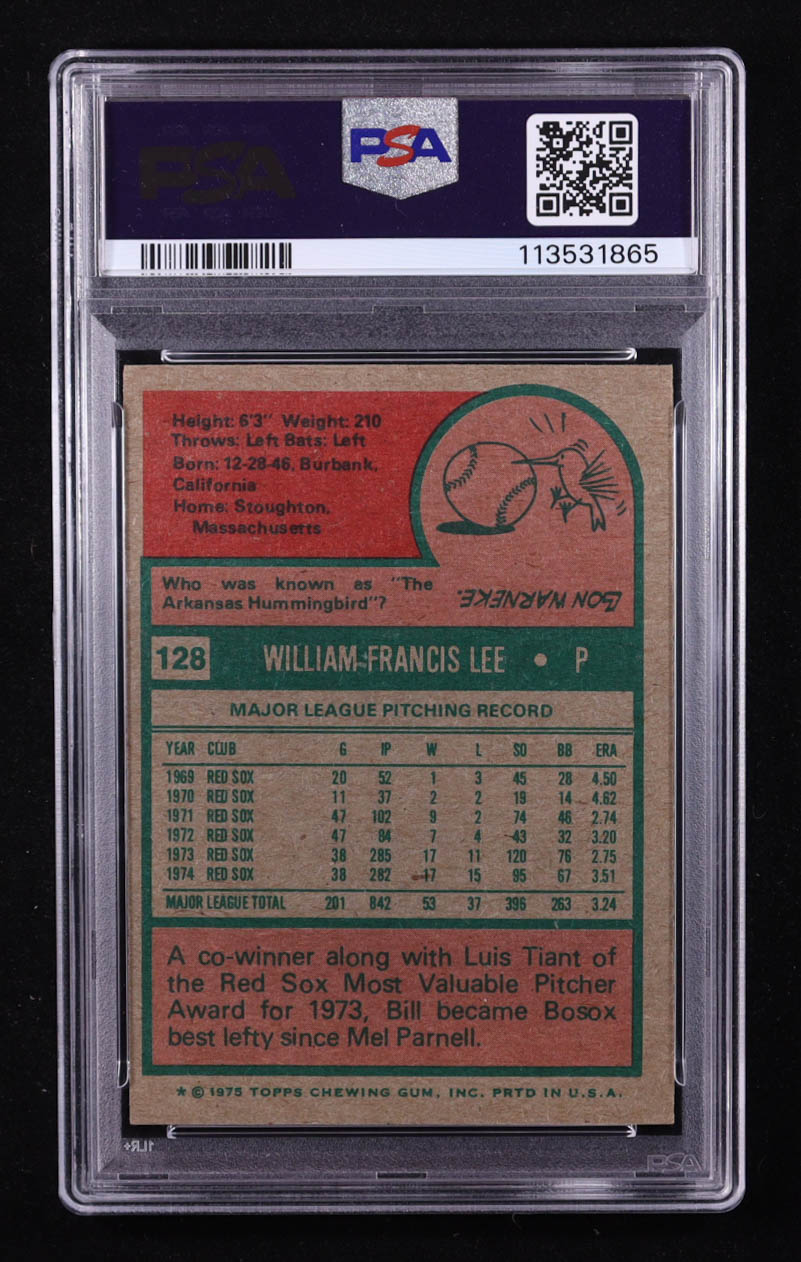 PSA
PSA
113531865
Height: 6'3" Weight: 210
Throws: Left Bats: Left
Born: 12-28-46, Burbank,
California
Home: Stoughton,
Massachusetts
Who was known as "The
Arkansas Hummingbird"?
LON WARNEKE.
128 WILLIAM FRANCIS LEE • P
MAJOR LEAGUE PITCHING RECORD
YEAR CLUB G IP W L SO BB ERA
1969 RED SOX 20 52 1 3 45 28 4.50
1970 RED SOX 11 37 2 2 19 14 4.62
1971 RED SOX 47 102 9 2 74 46 2.74
1972 RED SOX 47 84 7 4 43 32 3.20
1973 RED SOX 38 285 17 11 120 76 2.75
1974 RED SOX 38 282 17 15 95 67 3.51
MAJOR LEAGUE TOTAL 201 842 53 37 396 263 3.24
A co-winner along with Luis Tiant of
the Red Sox Most Valuable Pitcher
Award for 1973, Bill became Bosox
best lefty since Mel Parnell.
* © 1975 TOPPS CHEWING GUM, INC. PRTD IN U.S.A.
1LR+
PSA